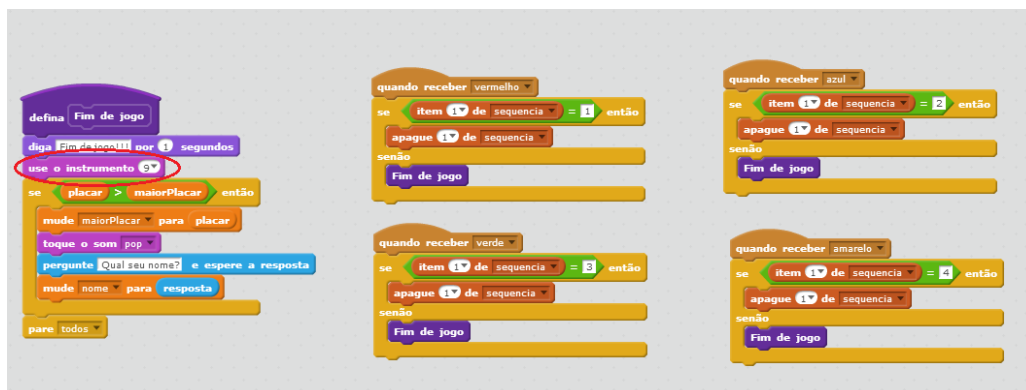 define Fim de jogo
diga Fim de jogo!!! por 1 segundos
use o instrumento 9
se placar > maiorPlacar então
mude maiorPlacar para placar
toque o som pop
pergunte Qual seu nome? e espere a resposta
mude nome para resposta
pare todos
quando receber vermelho
se item 1 de sequencia = 1 então
apague 1 de sequencia
senão
Fim de jogo
quando receber verde
se item 1 de sequencia = 3 então
apague 1 de sequencia
senão
Fim de jogo
quando receber azul
se item 1 de sequencia = 2 então
apague 1 de sequencia
senão
Fim de jogo
quando receber amarelo
se item 1 de sequencia = 4 então
apague 1 de sequencia
senão
Fim de jogo